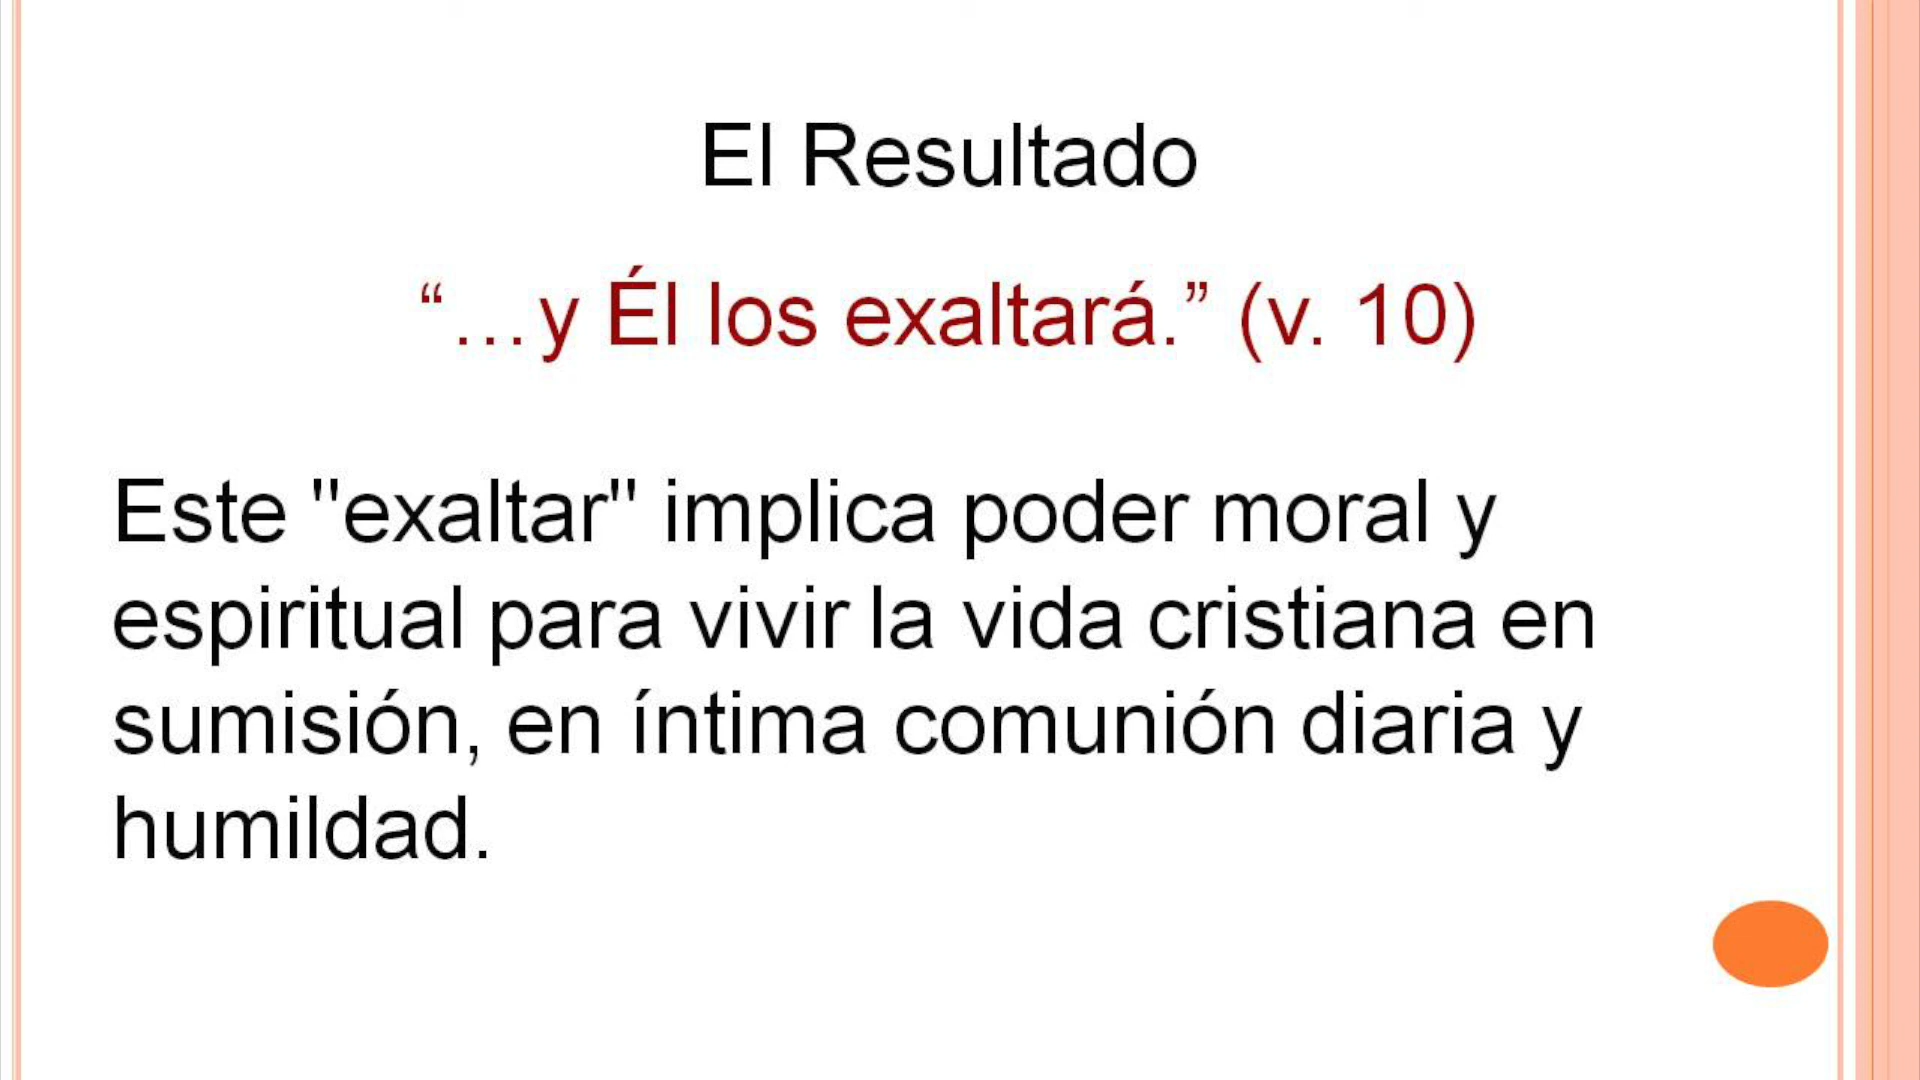 El Resultado
“…y Él los exaltará.” (v. 10)
Este "exaltar" implica poder moral y
espiritual para vivir la vida cristiana en
sumisión, en íntima comunión diaria y
humildad.